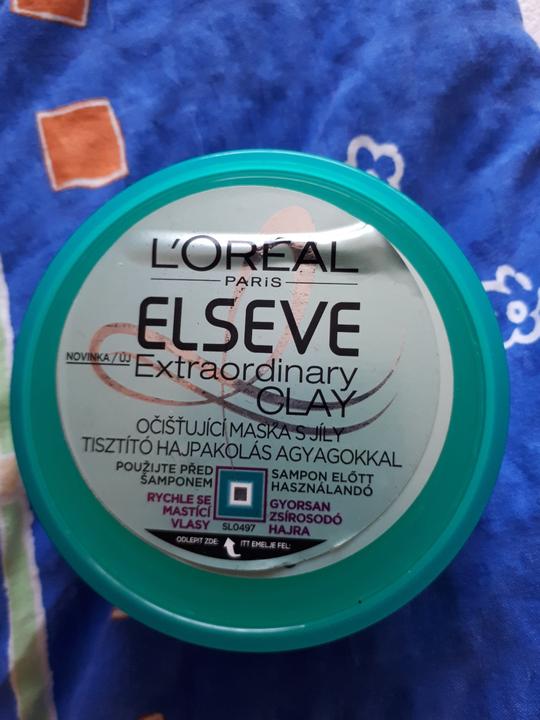 L'ORÉAL
PARIS
ELSEVE
NOVINKA / ÚJ
Extraordinary
CLAY
OČIŠŤUJÍCÍ MASKA S JÍLY
TISZTÍTÓ HAJPAKOLÁS AGYAGOKKAL
POUŽIJTE PŘED
ŠAMPONEM
SAMPON ELŐTT
HASZNÁLANDÓ
RYCHLE SE
MASTÍCÍ
VLASY
GYORSAN
ZSÍROSODÓ
HAJRA
SL0497
ODLEPIT ZDE:
ITT EMELJE FEL: